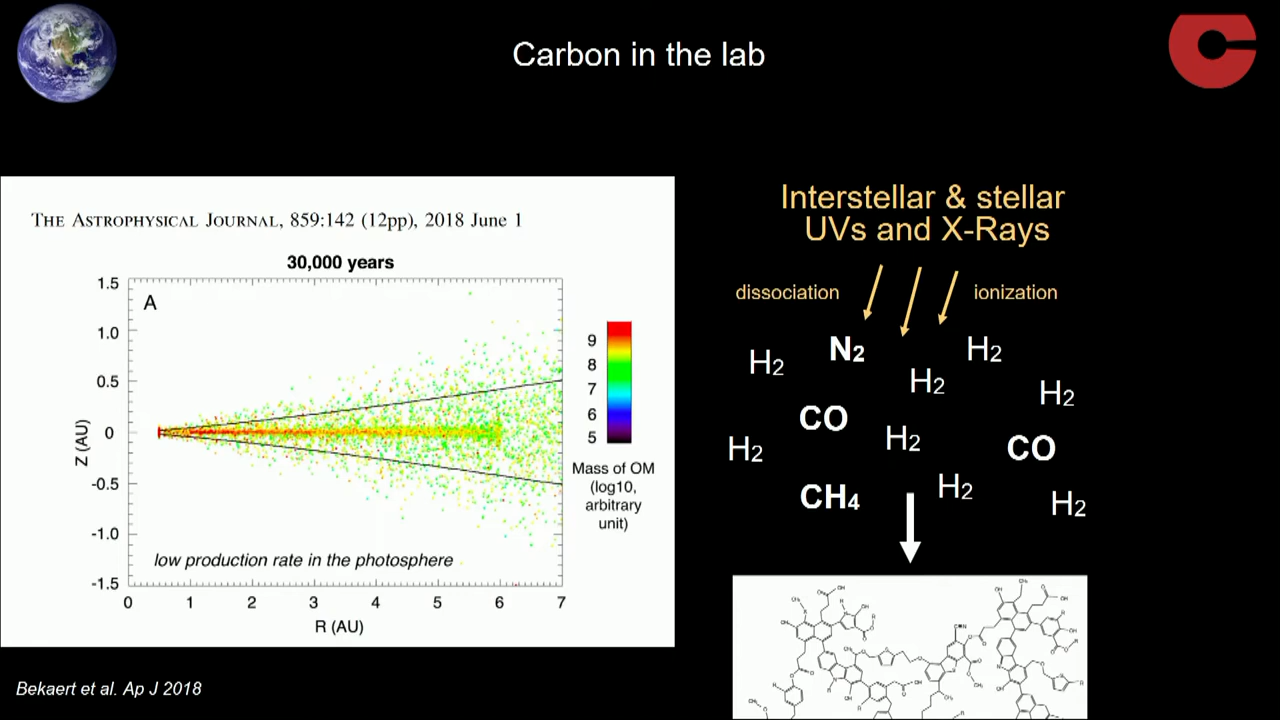 Carbon in the lab
THE ASTROPHYSICAL JOURNAL, 859:142 (12pp), 2018 June 1
30,000 years
A
1.5
1.0
0.5
0
-0.5
-1.0
-1.5
Z (AU)
low production rate in the photosphere
0 1 2 3 4 5 6 7
R (AU)
9
8
7
6
5
Mass of OM
(log10,
arbitrary
unit)
Interstellar & stellar
UVs and X-Rays
dissociation
ionization
H2
N2
H2
H2
H2
CO
H2
H2
CO
CH4
H2
H2
Bekaert et al. Ap J 2018